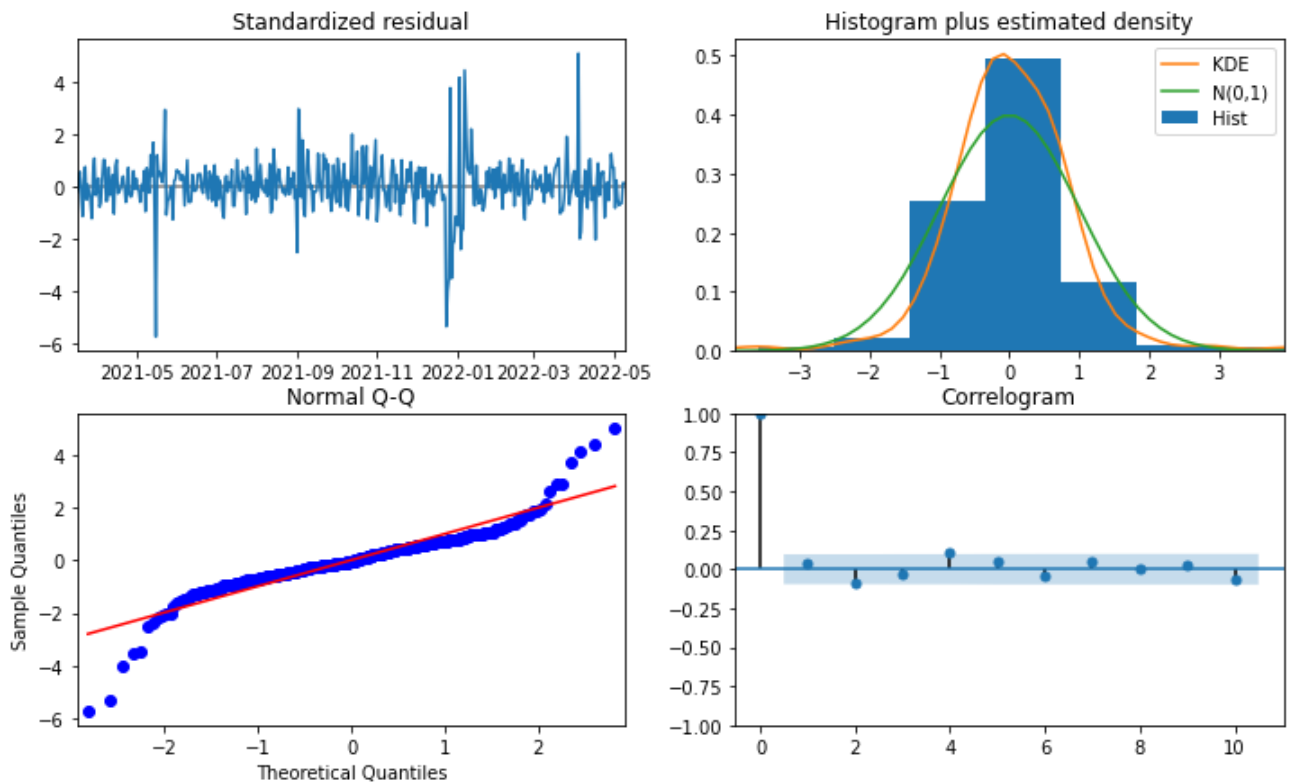 Standardized residual
4
2
0
−2
−4
−6
2021-05 2021-07 2021-09 2021-11 2022-01 2022-03 2022-05
Histogram plus estimated density
0.5
0.4
0.3
0.2
0.1
0.0
KDE
N(0,1)
Hist
−3 −2 −1 0 1 2 3
Normal Q-Q
Sample Quantiles
4
2
0
−2
−4
−6
−2 −1 0 1 2
Theoretical Quantiles
Correlogram
1.00
0.75
0.50
0.25
0.00
−0.25
−0.50
−0.75
−1.00
0 2 4 6 8 10